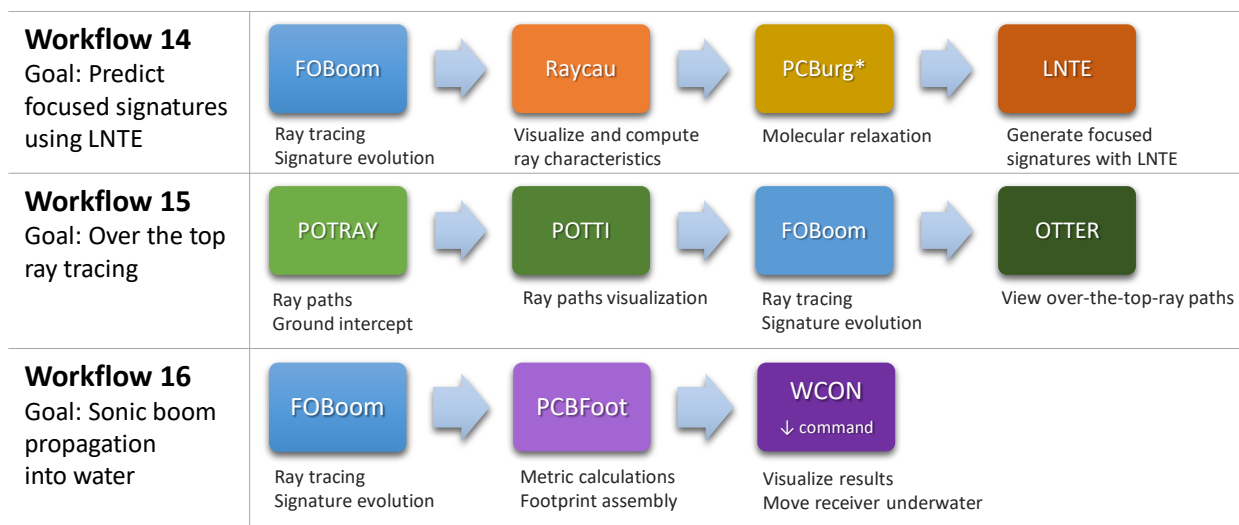 Workflow 14
Goal: Predict
focused signatures
using LNTE
FOBoom
Ray tracing
Signature evolution
Raycau
Visualize and compute
ray characteristics
PCBurg*
Molecular relaxation
LNTE
Generate focused
signatures with LNTE
Workflow 15
Goal: Over the top
ray tracing
POTRAY
Ray paths
Ground intercept
POTTI
Ray paths visualization
FOBoom
Ray tracing
Signature evolution
OTTER
View over-the-top-ray paths
Workflow 16
Goal: Sonic boom
propagation
into water
FOBoom
Ray tracing
Signature evolution
PCBFoot
Metric calculations
Footprint assembly
WCON
↓ command
Visualize results
Move receiver underwater